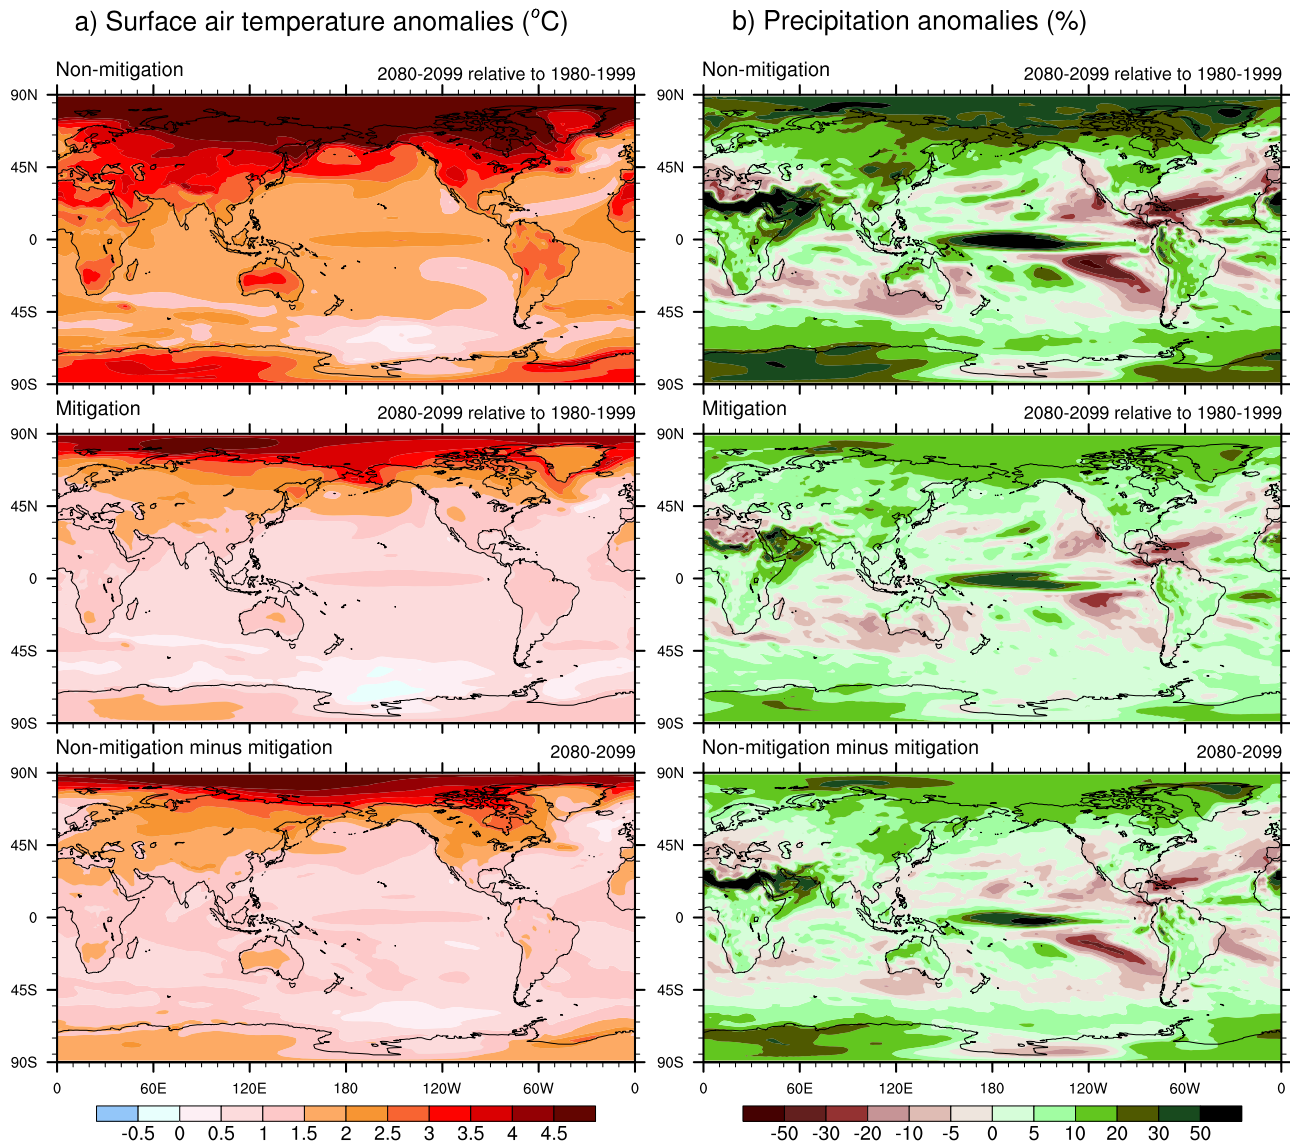 a) Surface air temperature anomalies (°C)
b) Precipitation anomalies (%)
Non-mitigation 2080-2099 relative to 1980-1999
Non-mitigation 2080-2099 relative to 1980-1999
90N
45N
0
45S
90S
90N
45N
0
45S
90S
Mitigation 2080-2099 relative to 1980-1999
Mitigation 2080-2099 relative to 1980-1999
90N
45N
0
45S
90S
90N
45N
0
45S
90S
Non-mitigation minus mitigation 2080-2099
Non-mitigation minus mitigation 2080-2099
90N
45N
0
45S
90S
90N
45N
0
45S
90S
0 60E 120E 180 120W 60W 0
0 60E 120E 180 120W 60W 0
-0.5 0 0.5 1 1.5 2 2.5 3 3.5 4 4.5
-50 -30 -20 -10 -5 0 5 10 20 30 50